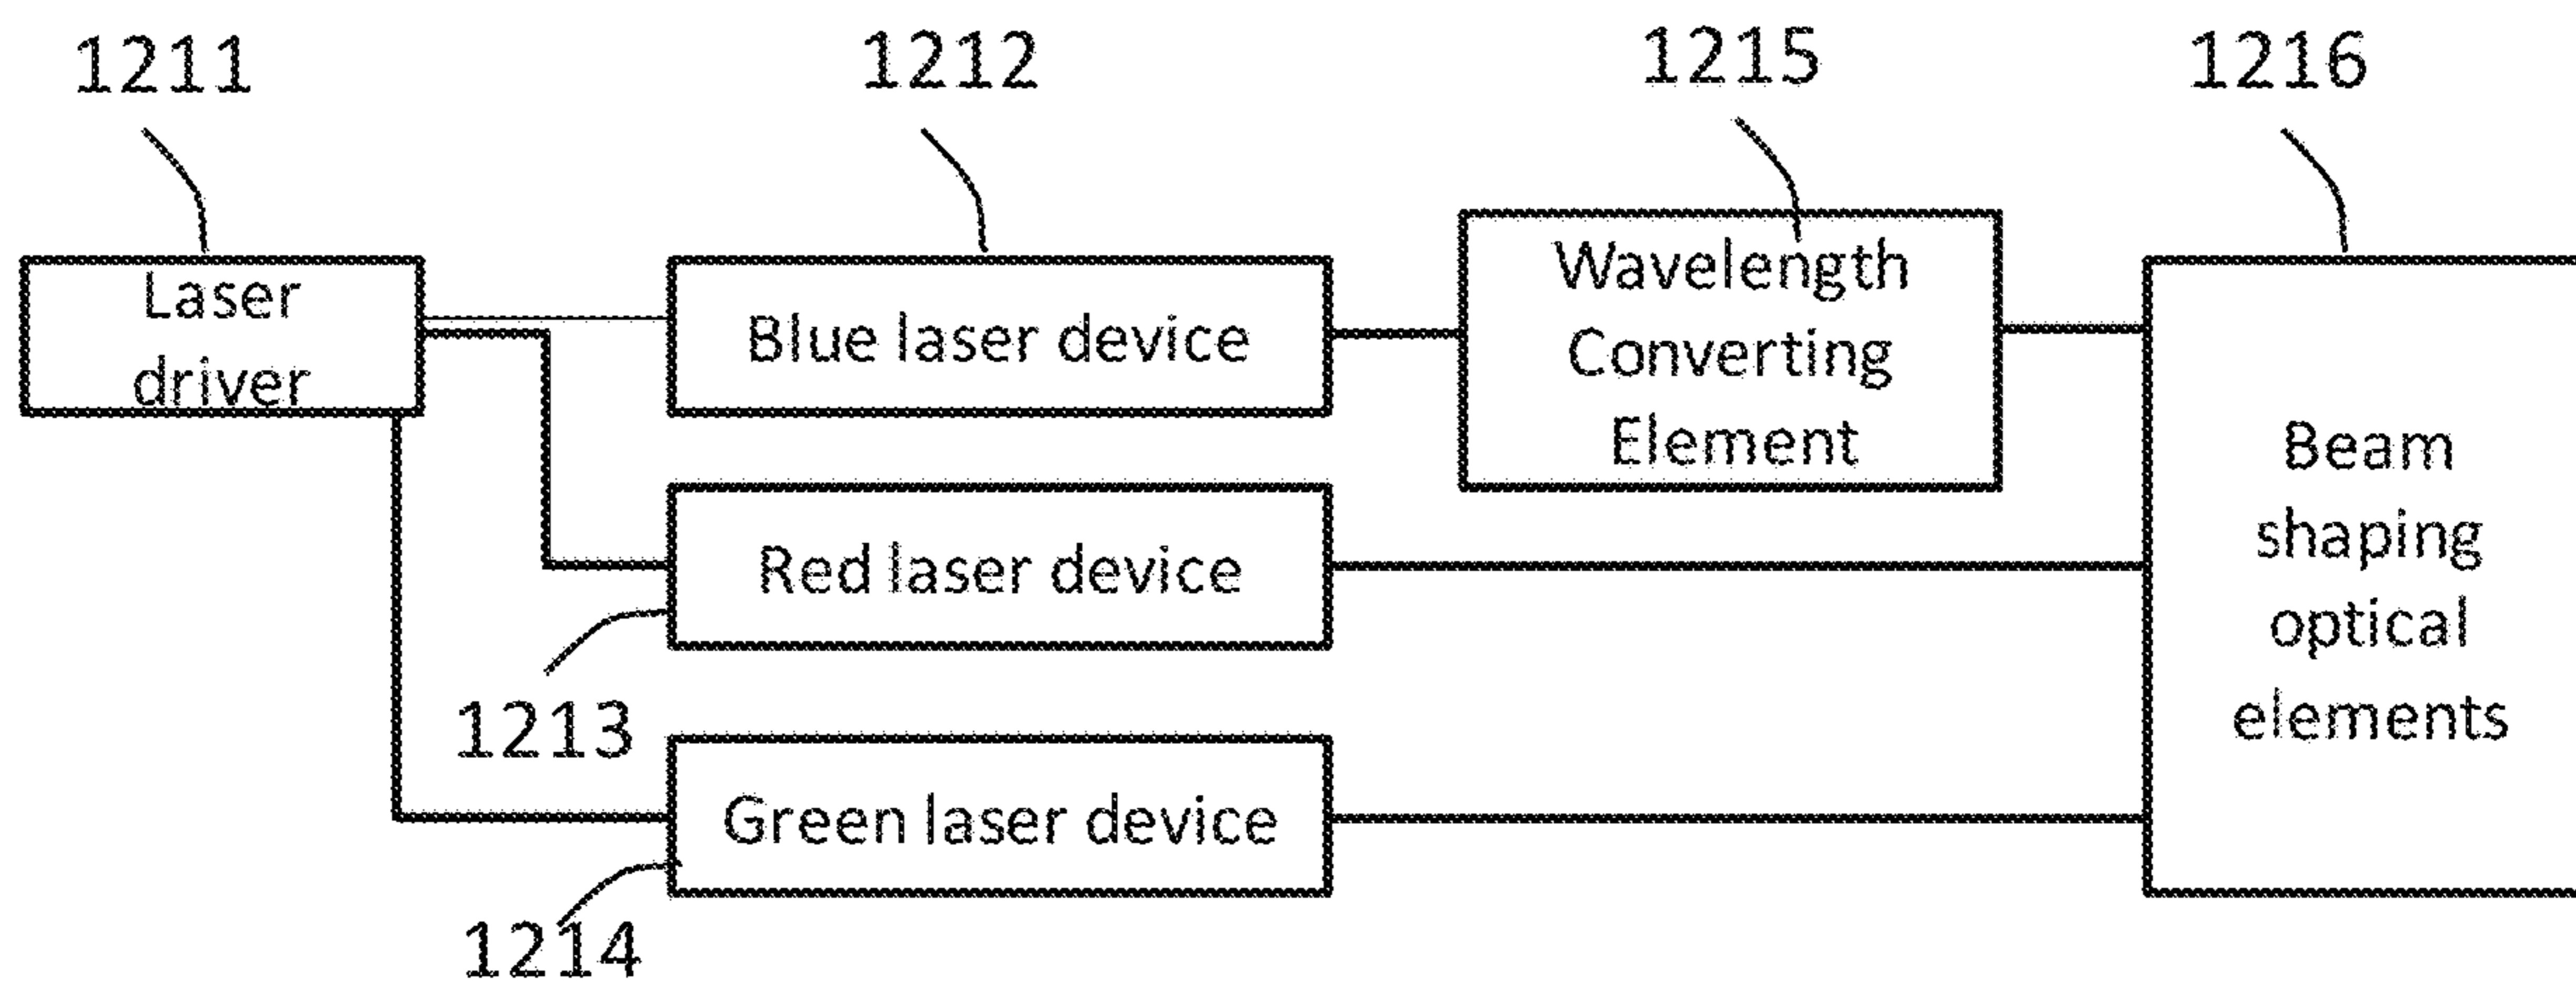 1211
1212
1215
1216
Laser
driver
Blue laser device
Wavelength
Converting
Element
Red laser device
1213
Green laser device
1214
Beam
shaping
optical
elements